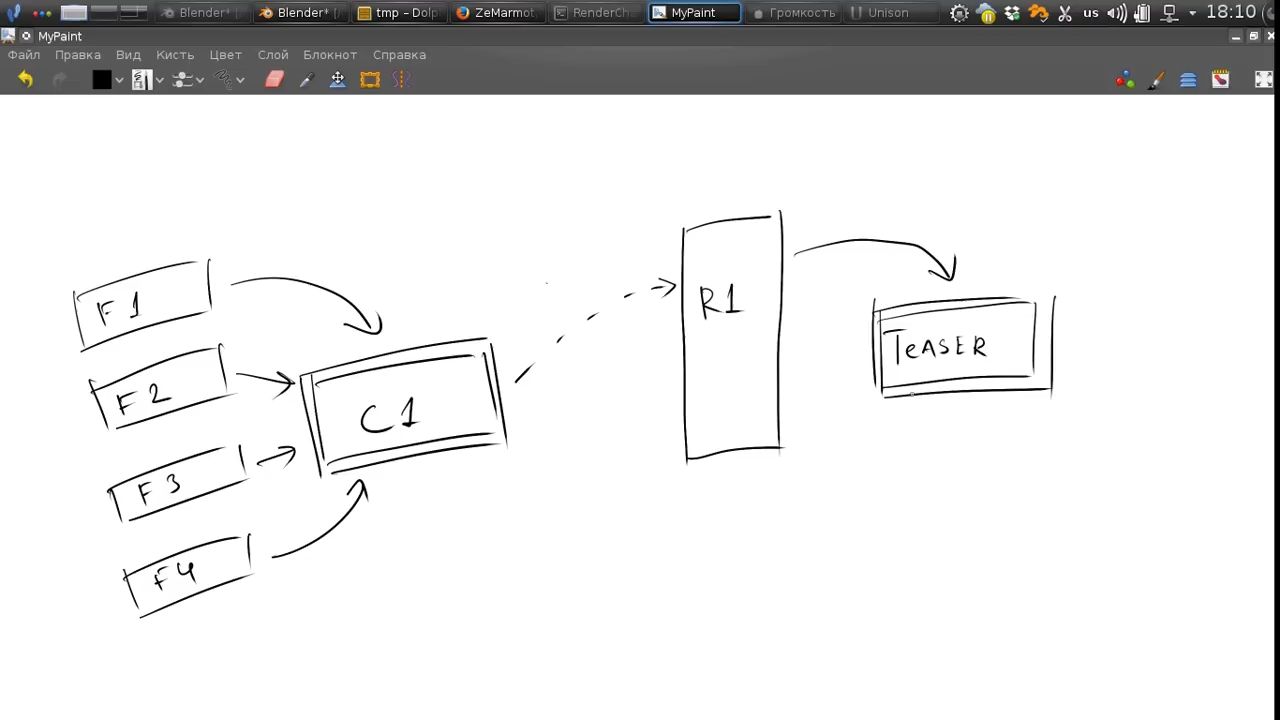 Blender*
Blender* [
tmp – Dolp
ZeMarmot
RenderCh
MyPaint
Громкость
Unison
us
18:10
MyPaint
Файл Правка Вид Кисть Цвет Слой Блокнот Справка
F1
F2
F3
F4
C1
R1
TeASER